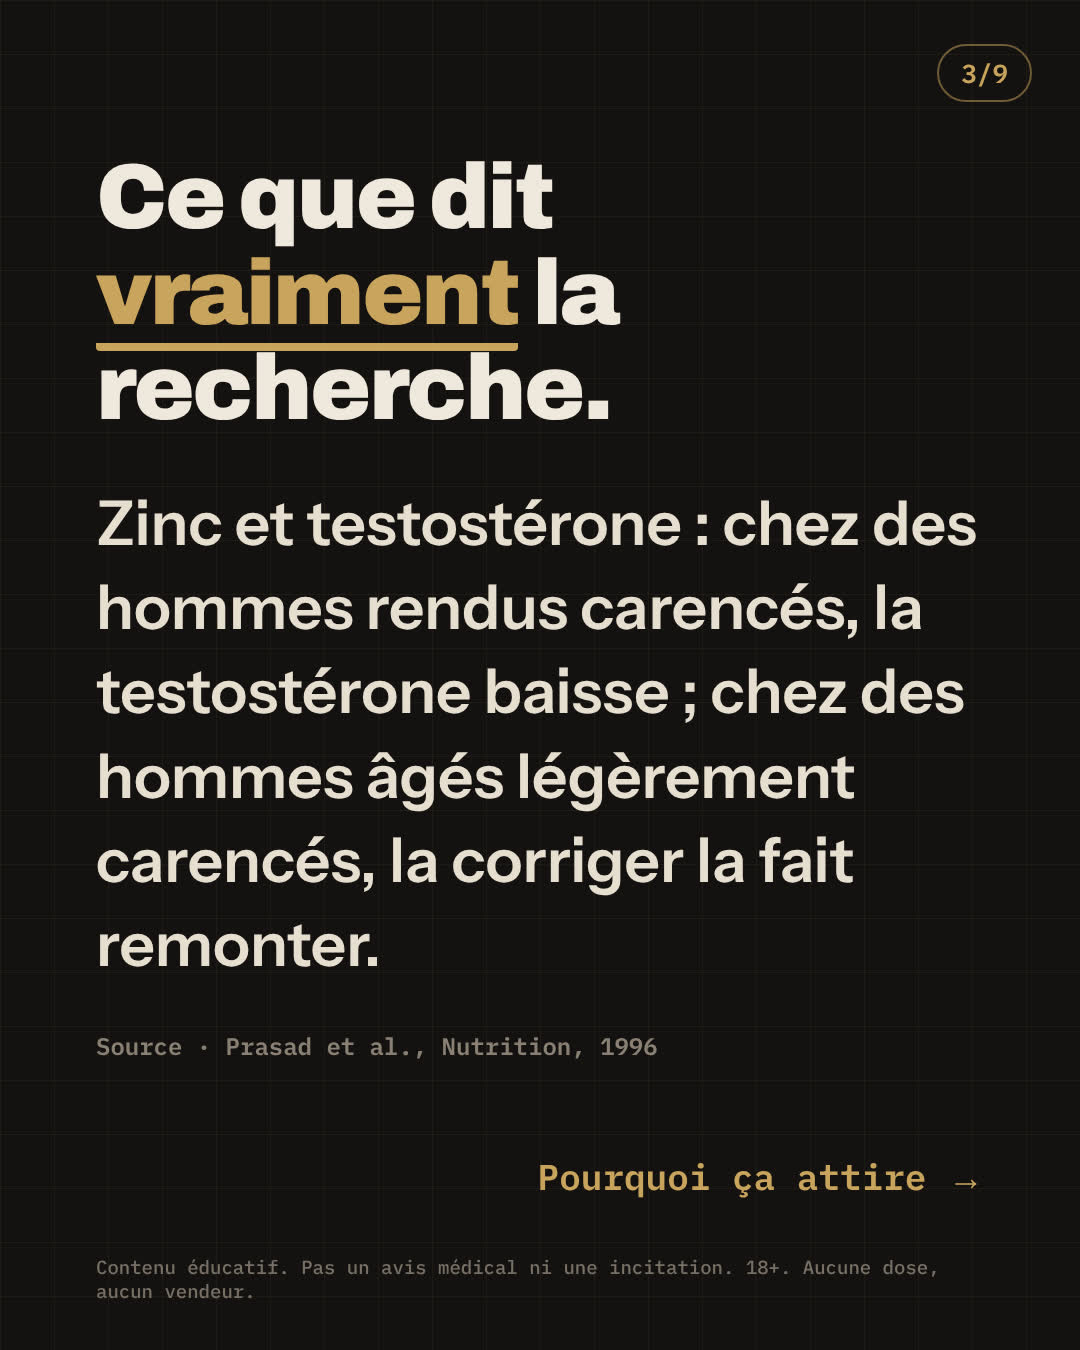 3/9
Ce que dit
vraiment la
recherche.
Zinc et testostérone : chez des
hommes rendus carencés, la
testostérone baisse ; chez des
hommes âgés légèrement
carencés, la corriger la fait
remonter.
Source · Prasad et al., Nutrition, 1996
Pourquoi ça attire →
Contenu éducatif. Pas un avis médical ni une incitation. 18+. Aucune dose,
aucun vendeur.